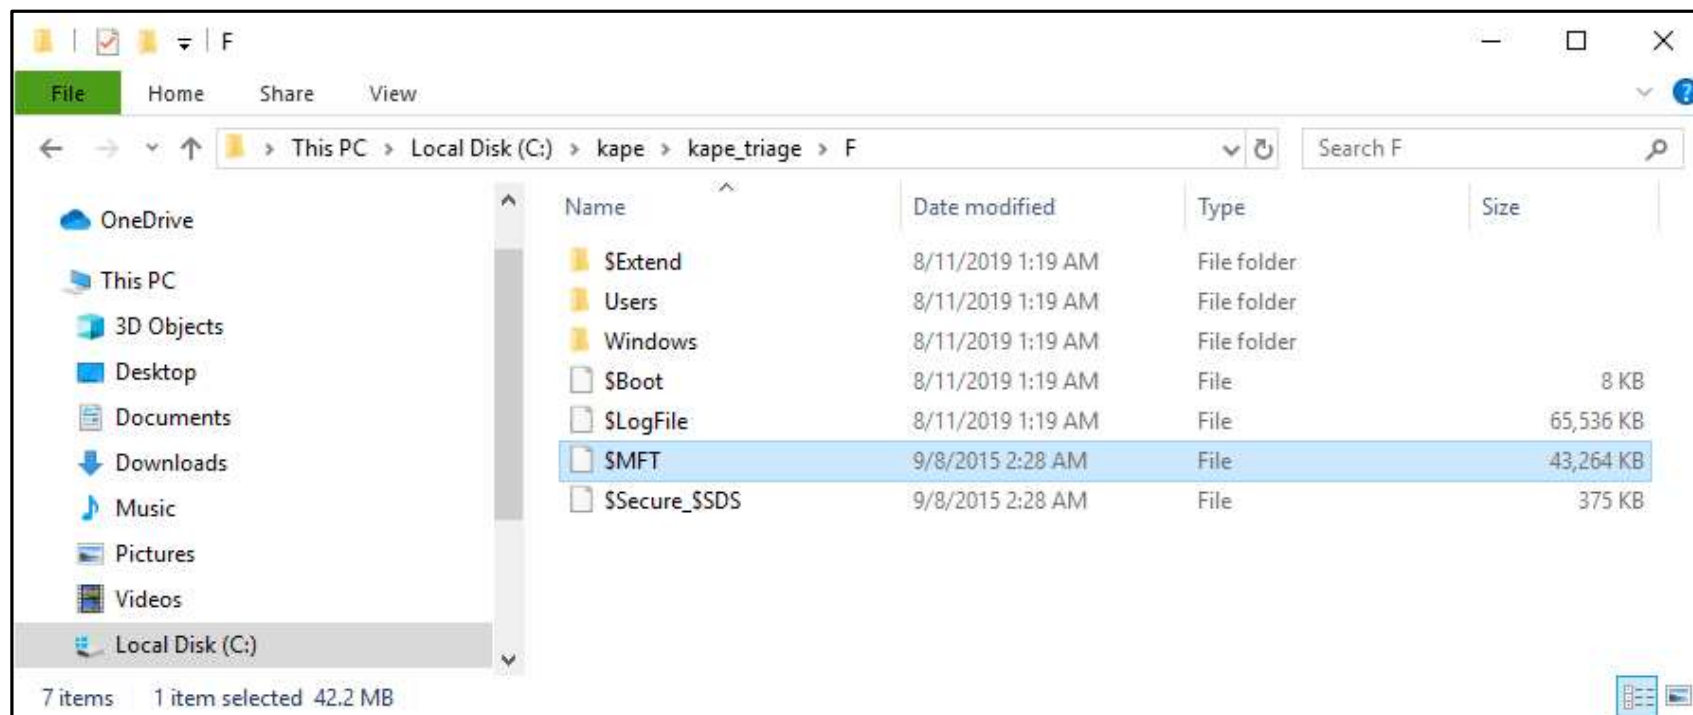 F
File Home Share View
This PC > Local Disk (C:) > kape > kape_triage > F Search F
Name Date modified Type Size
OneDrive
This PC
3D Objects
Desktop
Documents
Downloads
Music
Pictures
Videos
Local Disk (C:)
$Extend 8/11/2019 1:19 AM File folder
Users 8/11/2019 1:19 AM File folder
Windows 8/11/2019 1:19 AM File folder
$Boot 8/11/2019 1:19 AM File 8 KB
$LogFile 8/11/2019 1:19 AM File 65,536 KB
$MFT 9/8/2015 2:28 AM File 43,264 KB
$Secure_$SDS 9/8/2015 2:28 AM File 375 KB
7 items 1 item selected 42.2 MB